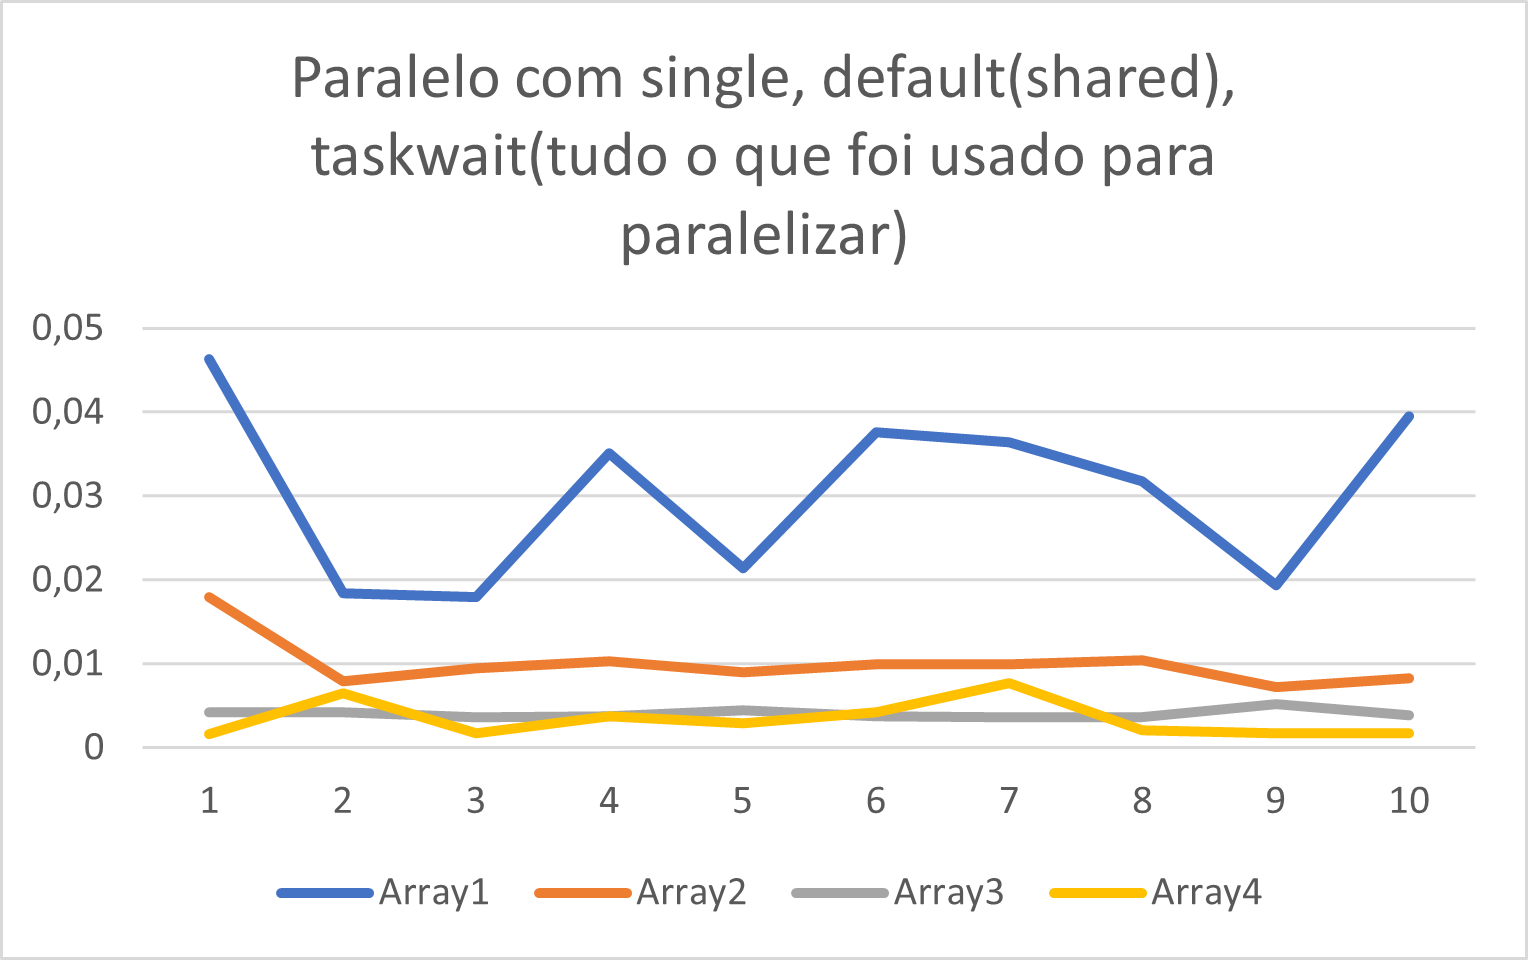 Paralelo com single, default(shared),
taskwait(tudo o que foi usado para
paralelizar)
0,05
0,04
0,03
0,02
0,01
0
1 2 3 4 5 6 7 8 9 10
Array1 Array2 Array3 Array4